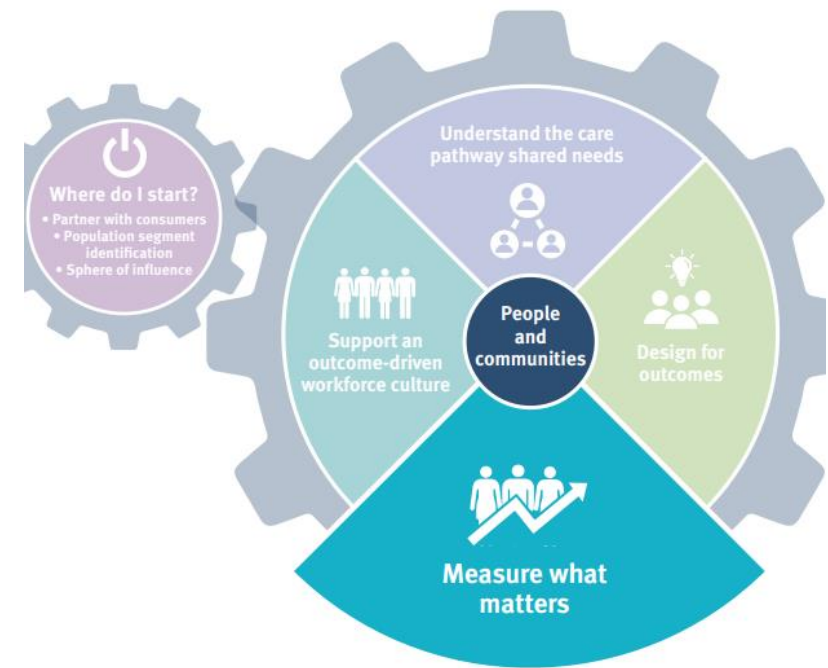 Where do I start?
• Partner with consumers
• Population segment
identification
• Sphere of influence
Understand the care
pathway shared needs
Support an
outcome-driven
workforce culture
People
and
communities
Design for
outcomes
Measure what
matters